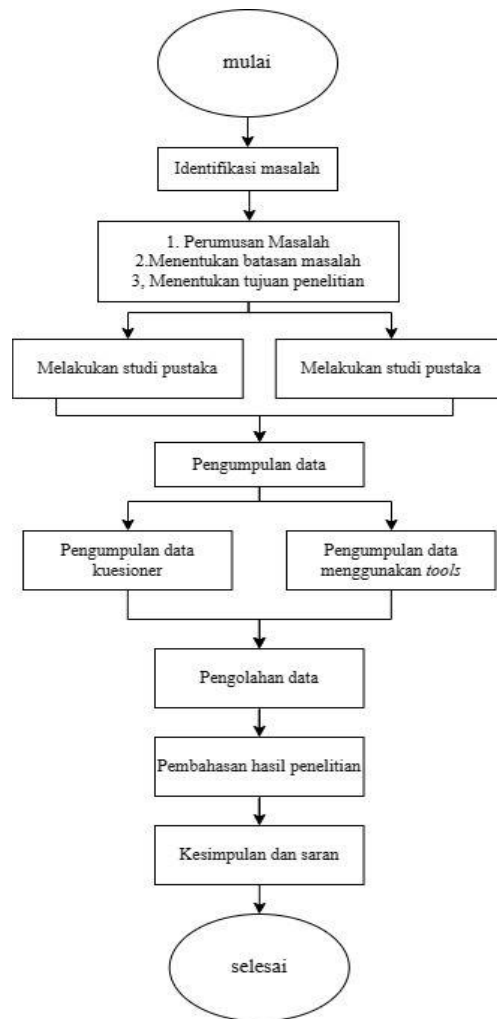 mulai
Identifikasi masalah
1. Perumusan Masalah
2.Menentukan batasan masalah
3, Menentukan tujuan penelitian
Melakukan studi pustaka
Melakukan studi pustaka
Pengumpulan data
Pengumpulan data
kuesioner
Pengumpulan data
menggunakan tools
Pengolahan data
Pembahasan hasil penelitian
Kesimpulan dan saran
selesai